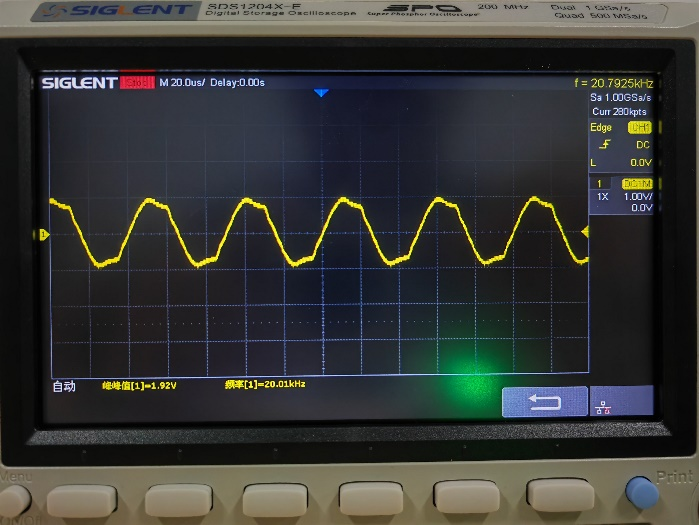 SIGLENT SDS1204X-E 200 MHz Dual 1 GSa/s
Digital Storage Oscilloscope SPO Super Phosphor Oscilloscope Quad 500 MSa/s
SIGLENT M 20.0us/ Delay:0.00s f = 20.7925kHz
Sa 1.00GSa/s
Curr 280kpts
Edge CH1
DC
L 0.0V
1 DC1M
1X 1.00V/
0.0V
1
自动 峰峰值[1]=1.92V 频率[1]=20.01kHz
Menu
Print